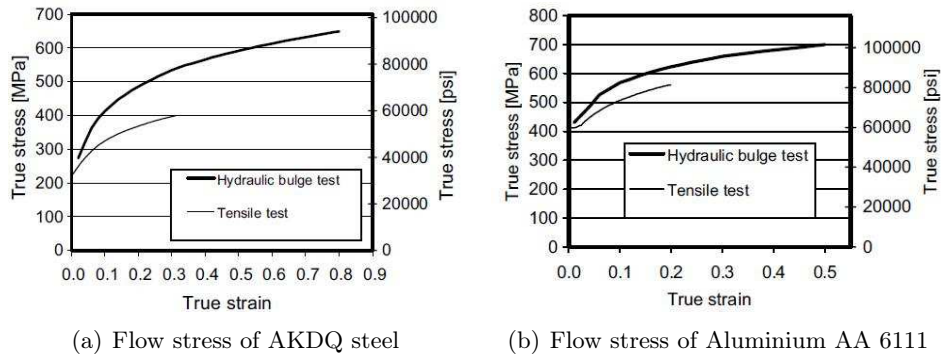 700
600
500
400
300
200
100
0
True stress [MPa]
100000
80000
60000
40000
20000
0
True stress [psi]
Hydraulic bulge test
Tensile test
0.0 0.1 0.2 0.3 0.4 0.5 0.6 0.7 0.8 0.9
True strain
(a) Flow stress of AKDQ steel
800
700
600
500
400
300
200
100
0
True stress [MPa]
100000
80000
60000
40000
20000
0
True stress [psi]
Hydraulic bulge test
Tensile test
0.0 0.1 0.2 0.3 0.4 0.5
True strain
(b) Flow stress of Aluminium AA 6111